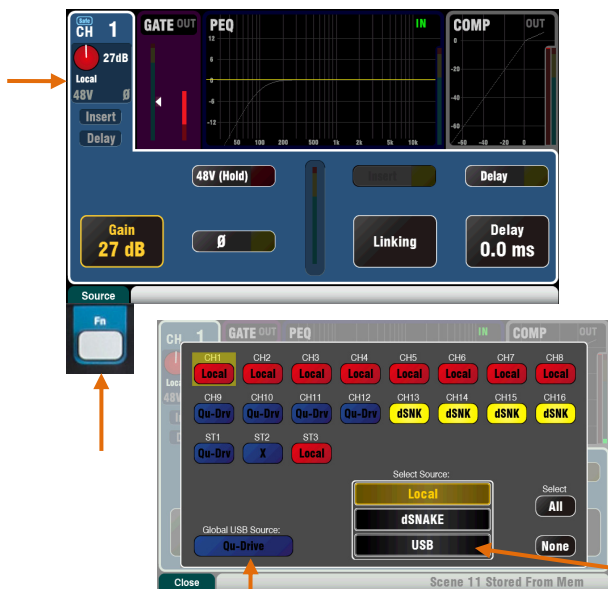 Safe
CH 1
27dB
Local
48V Ø
Insert
Delay
GATE OUT
PEQ IN
12
6
0
-6
-12
50 100 200 500 1k 2k 5k 10k
COMP OUT
0
-20
-40
-60
-60 -40 -20 0
48V (Hold)
Insert
Delay
Gain
27 dB
Ø
Linking
Delay
0.0 ms
Source
Fn
CH 1 GATE OUT PEQ IN COMP OUT
CH1 CH2 CH3 CH4 CH5 CH6 CH7 CH8
Local Local Local Local Local Local Local Local
CH9 CH10 CH11 CH12 CH13 CH14 CH15 CH16
Qu-Drv Qu-Drv Qu-Drv Qu-Drv dSNK dSNK dSNK dSNK
ST1 ST2 ST3
Qu-Drv X Local
Select Source:
Local
dSNAKE
USB
Select
All
None
Global USB Source:
Qu-Drive
Close
Scene 11 Stored From Mem